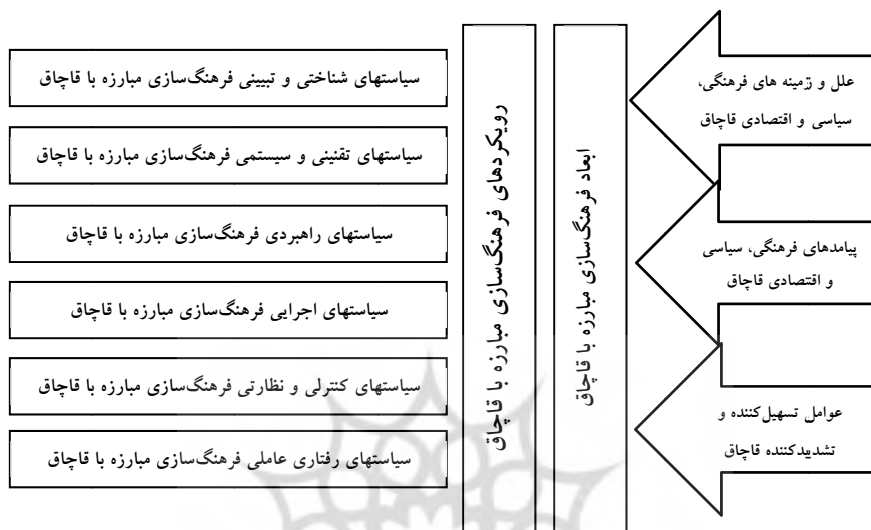 علل و زمینه های فرهنگی،
سیاسی و اقتصادی قاچاق
پیامدهای فرهنگی، سیاسی
و اقتصادی قاچاق
عوامل تسهیل‌کننده و
تشدیدکننده قاچاق
ابعاد فرهنگ‌سازی مبارزه با قاچاق
رویکردهای فرهنگ‌سازی مبارزه با قاچاق
سیاستهای شناختی و تبیینی فرهنگ‌سازی مبارزه با قاچاق
سیاستهای تقنینی و سیستمی فرهنگ‌سازی مبارزه با قاچاق
سیاستهای راهبردی فرهنگ‌سازی مبارزه با قاچاق
سیاستهای اجرایی فرهنگ‌سازی مبارزه با قاچاق
سیاستهای کنترلی و نظارتی فرهنگ‌سازی مبارزه با قاچاق
سیاستهای رفتاری عاملی فرهنگ‌سازی مبارزه با قاچاق